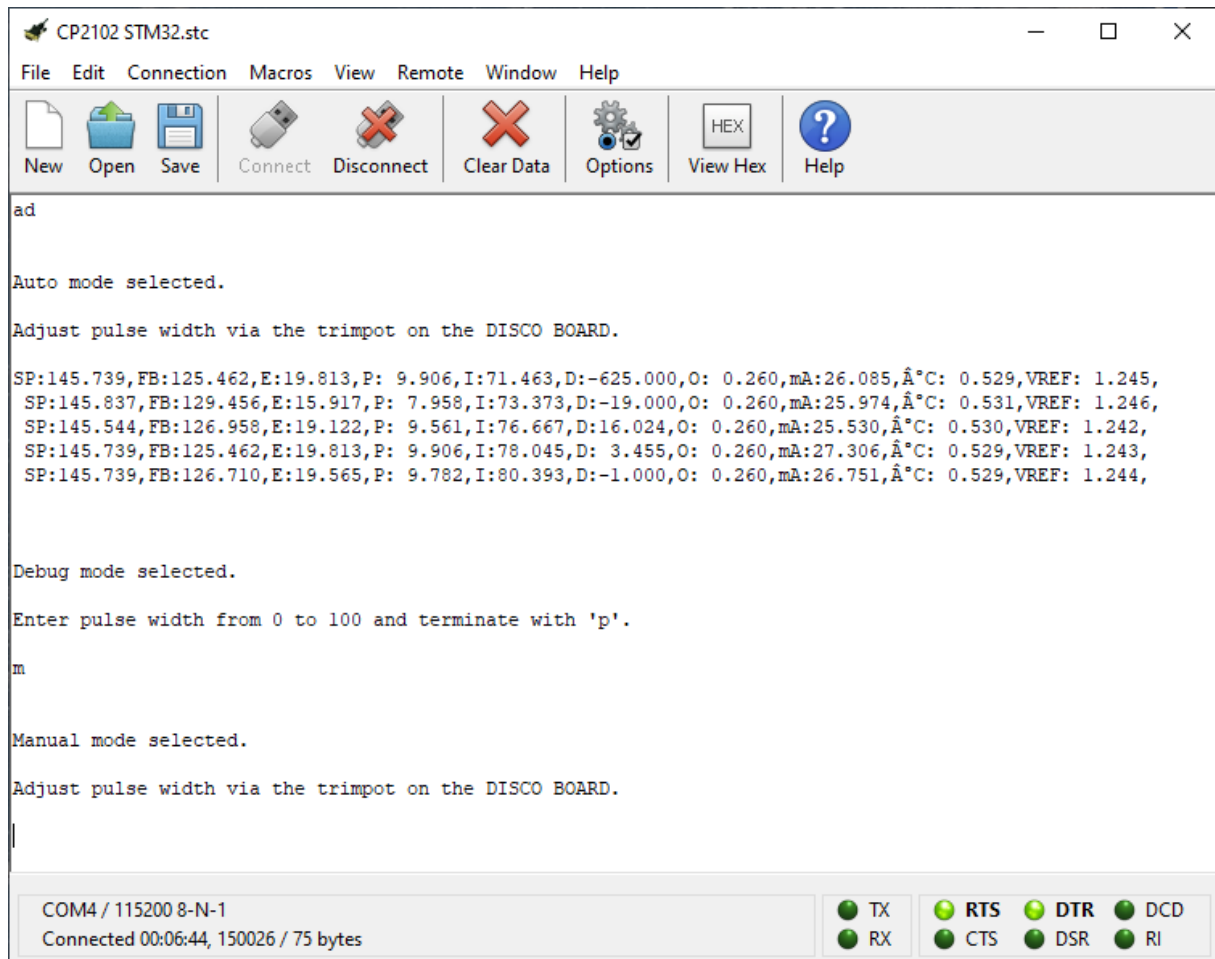 CP2102 STM32.stc
File Edit Connection Macros View Remote Window Help
HEX
New Open Save Connect Disconnect Clear Data Options View Hex Help
ad
Auto mode selected.
Adjust pulse width via the trimpot on the DISCO BOARD.
SP:145.739,FB:125.462,E:19.813,P: 9.906,I:71.463,D:-625.000,O: 0.260,mA:26.085,Â°C: 0.529,VREF: 1.245,
SP:145.837,FB:129.456,E:15.917,P: 7.958,I:73.373,D:-19.000,O: 0.260,mA:25.974,Â°C: 0.531,VREF: 1.246,
SP:145.544,FB:126.958,E:19.122,P: 9.561,I:76.667,D:16.024,O: 0.260,mA:25.530,Â°C: 0.530,VREF: 1.242,
SP:145.739,FB:125.462,E:19.813,P: 9.906,I:78.045,D: 3.455,O: 0.260,mA:27.306,Â°C: 0.529,VREF: 1.243,
SP:145.739,FB:126.710,E:19.565,P: 9.782,I:80.393,D:-1.000,O: 0.260,mA:26.751,Â°C: 0.529,VREF: 1.244,
Debug mode selected.
Enter pulse width from 0 to 100 and terminate with 'p'.
m
Manual mode selected.
Adjust pulse width via the trimpot on the DISCO BOARD.
COM4 / 115200 8-N-1
TX RTS DTR DCD
Connected 00:06:44, 150026 / 75 bytes
RX CTS DSR RI